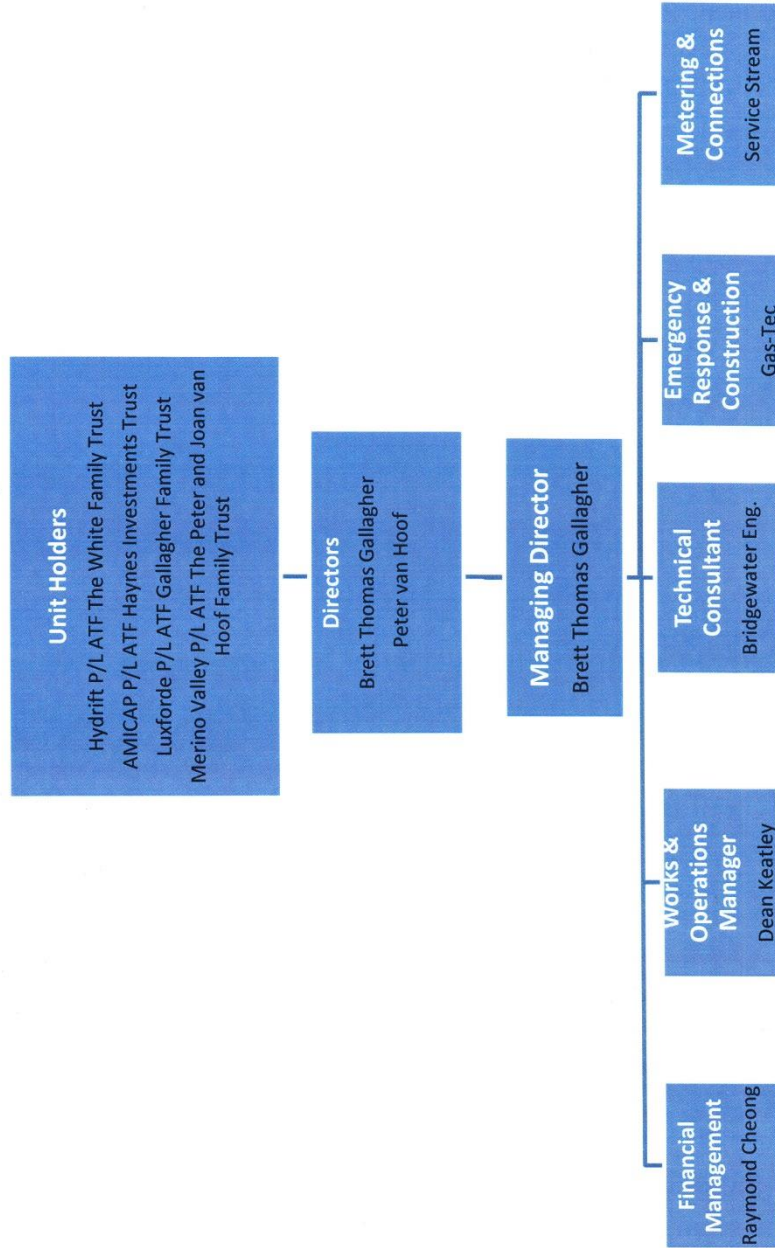 Unit Holders
Hydrift P/L ATF The White Family Trust
AMICAP P/L ATF Haynes Investments Trust
Luxforde P/L ATF Gallagher Family Trust
Merino Valley P/L ATF The Peter and Joan van
Hoof Family Trust
Directors
Brett Thomas Gallagher
Peter van Hoof
Managing Director
Brett Thomas Gallagher
Financial
Management
Raymond Cheong
Works &
Operations
Manager
Dean Keatley
Technical
Consultant
Bridgewater Eng.
Emergency
Response &
Construction
Gas-Tec
Metering &
Connections
Service Stream